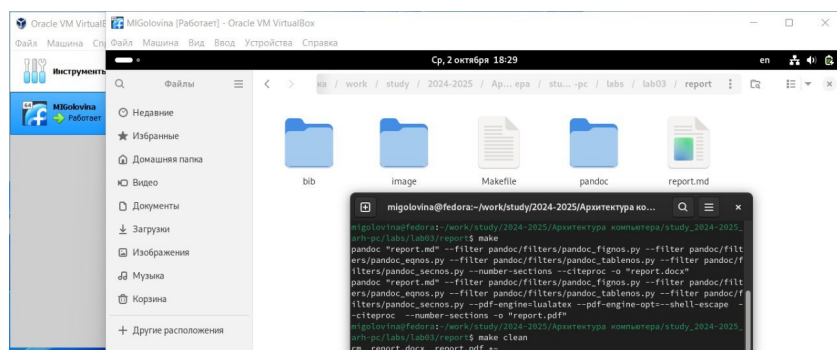 Oracle VM VirtualB
MIGolovina [Работает] - Oracle VM VirtualBox
Файл Машина Спр
Файл Машина Вид Ввод Устройства Справка
Инструменты
Ср, 2 октября 18:29
en
Файлы
work / study / 2024-2025 / Ap... ера / stu... -pc / labs / lab03 / report
64
MIGolovina
Работает
Недавние
Избранные
Домашняя папка
Видео
Документы
Загрузки
Изображения
Музыка
Корзина
Другие расположения
bib
image
Makefile
pandoc
report.md
migolovina@fedora:~/work/study/2024-2025/Архитектура ко...
migolovina@fedora:~/work/study/2024-2025/Архитектура компьютера/study_2024-2025_
arh-pc/labs/lab03/report$ make
pandoc "report.md" --filter pandoc/filters/pandoc_fignos.py --filter pandoc/filt
ers/pandoc_eqnos.py --filter pandoc/filters/pandoc_tablenos.py --filter pandoc/f
ilters/pandoc_secnos.py --number-sections --citeproc -o "report.docx"
pandoc "report.md" --filter pandoc/filters/pandoc_fignos.py --filter pandoc/filt
ers/pandoc_eqnos.py --filter pandoc/filters/pandoc_tablenos.py --filter pandoc/f
ilters/pandoc_secnos.py --pdf-engine=lualatex --pdf-engine-opt=--shell-escape -
-citeproc --number-sections -o "report.pdf"
migolovina@fedora:~/work/study/2024-2025/Архитектура компьютера/study_2024-2025_
arh-pc/labs/lab03/report$ make clean
rm report.docx report.pdf *~